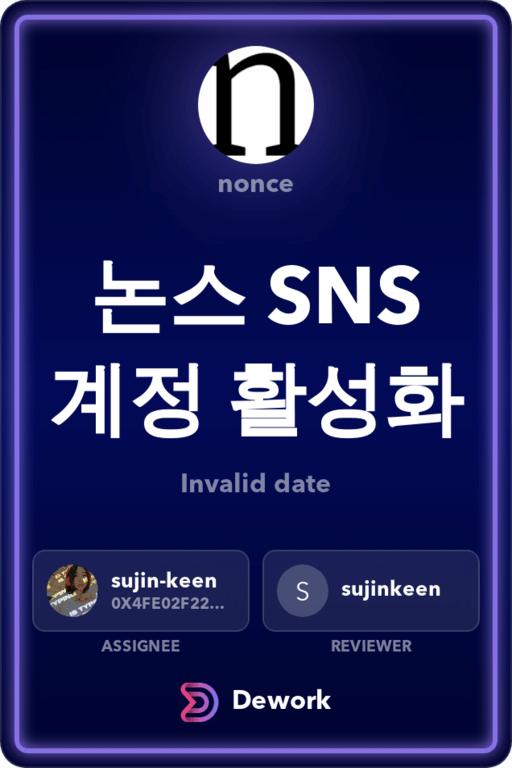 n
nonce
논스 SNS
계정 활성화
Invalid date
sujin-keen
0X4FE02F22...
S
sujinkeen
ASSIGNEE
REVIEWER
Dework